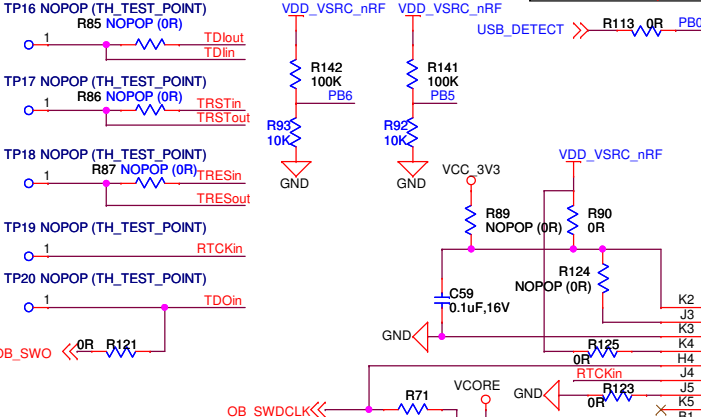 TP16 NOPOP (TH_TEST_POINT)
R85 NOPOP (0R)
1
TDIout
TDIin
TP17 NOPOP (TH_TEST_POINT)
R86 NOPOP (0R)
1
TRSTin
TRSTout
TP18 NOPOP (TH_TEST_POINT)
R87 NOPOP (0R)
1
TRESin
TRESout
TP19 NOPOP (TH_TEST_POINT)
1
RTCKin
TP20 NOPOP (TH_TEST_POINT)
1
TDOin
OB_SWO
0R
R121
VDD_VSRC_nRF
R142
100K
PB6
R93
10K
GND
VDD_VSRC_nRF
R141
100K
PB5
R92
10K
GND
USB_DETECT
R113
0R
PB0
VDD_VSRC_nRF
VCC_3V3
R89
NOPOP (0R)
R90
0R
R124
NOPOP (0R)
C59
0.1uF,16V
GND
R125
0R
RTCKin
GND
R123
0R
K2
J3
K3
K4
H4
J4
J5
K5
B1
VCORE
R71
OB_SWDCLK